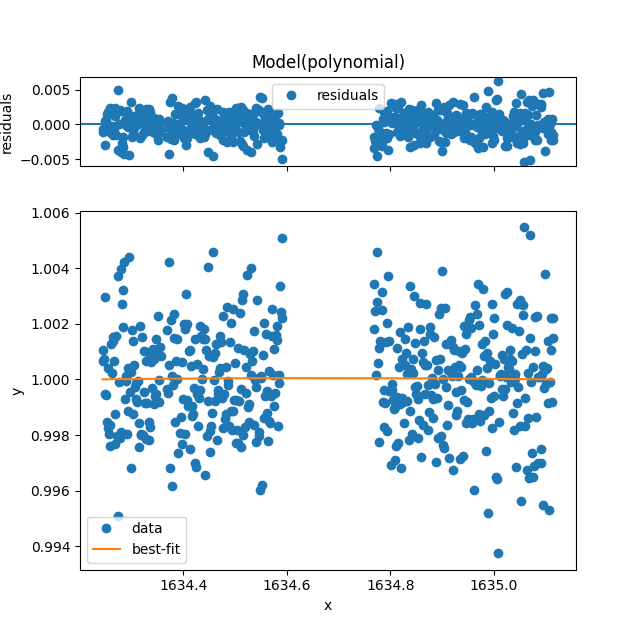 Model(polynomial)
0.005
0.000
−0.005
residuals
residuals
1.006
1.004
1.002
1.000
0.998
0.996
0.994
y
data
best-fit
1634.4 1634.6 1634.8 1635.0
x